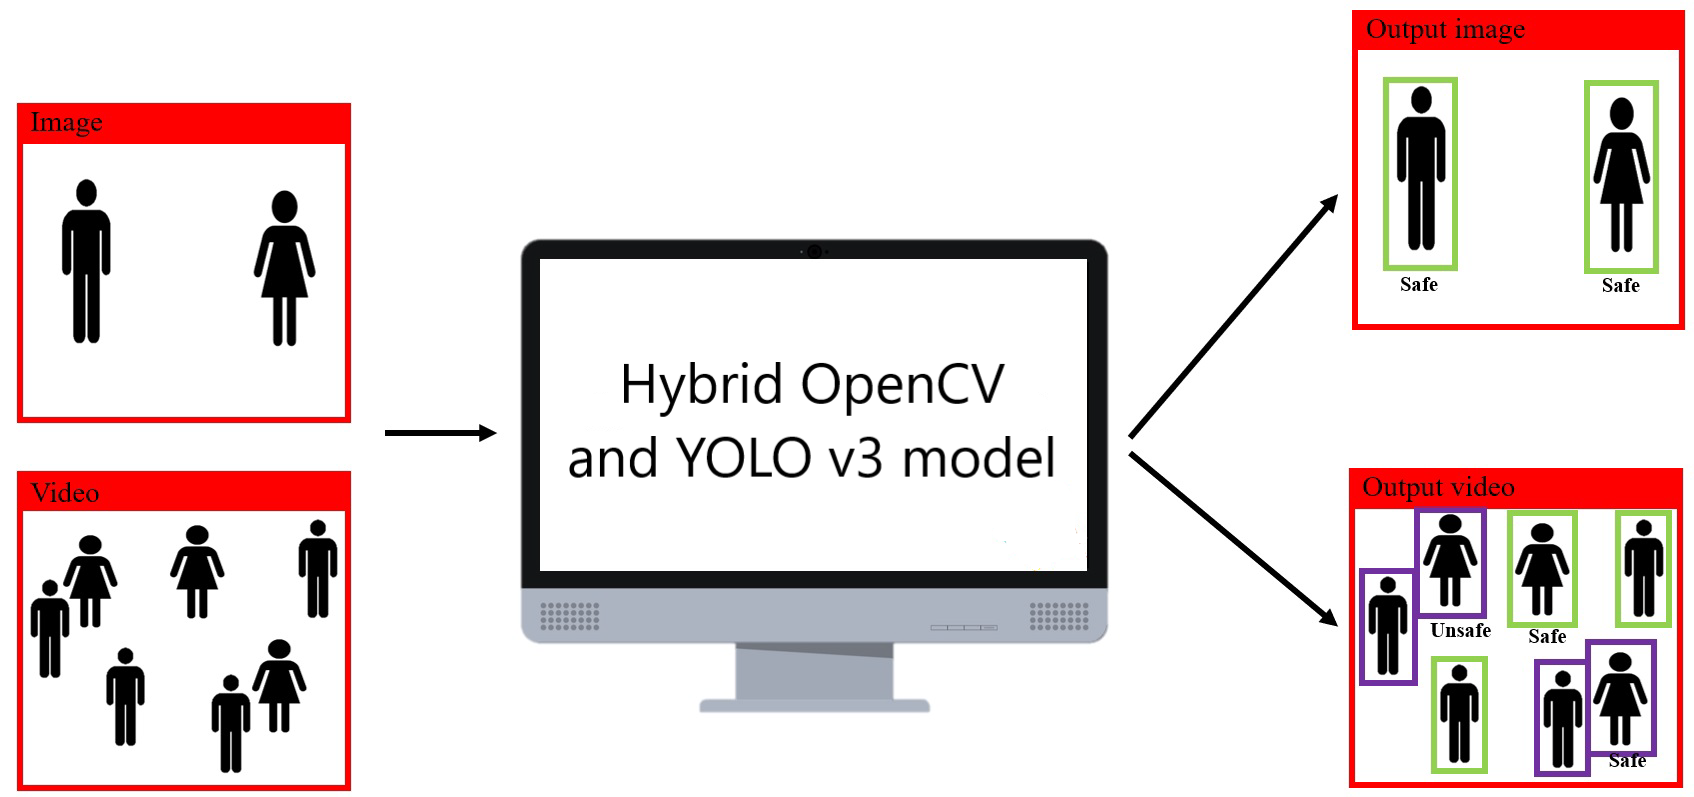 Image
Video
Hybrid OpenCV
and YOLO v3 model
Output image
Safe
Safe
Output video
Unsafe
Safe
Safe